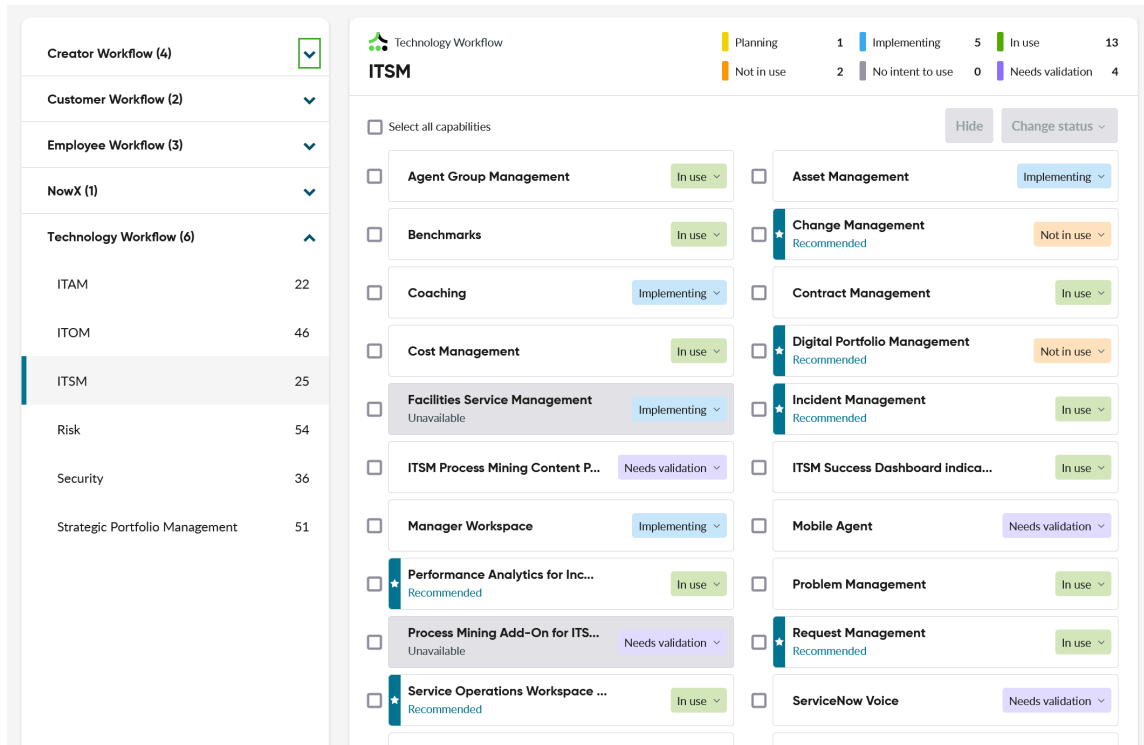 Creator Workflow (4)
Customer Workflow (2)
Employee Workflow (3)
NowX (1)
Technology Workflow (6)
ITAM 22
ITOM 46
ITSM 25
Risk 54
Security 36
Strategic Portfolio Management 51
Technology Workflow
ITSM
Planning 1 Implementing 5 In use 13
Not in use 2 No intent to use 0 Needs validation 4
Select all capabilities Hide Change status
Agent Group Management In use
Asset Management Implementing
Benchmarks In use
Change Management Not in use
Recommended
Coaching Implementing
Contract Management In use
Cost Management In use
Digital Portfolio Management Not in use
Recommended
Facilities Service Management Implementing
Unavailable
Incident Management In use
Recommended
ITSM Process Mining Content P... Needs validation
ITSM Success Dashboard indica... In use
Manager Workspace Implementing
Mobile Agent Needs validation
Performance Analytics for Inc... In use
Recommended
Problem Management In use
Process Mining Add-On for ITS... Needs validation
Unavailable
Request Management In use
Recommended
Service Operations Workspace ... In use
Recommended
ServiceNow Voice Needs validation